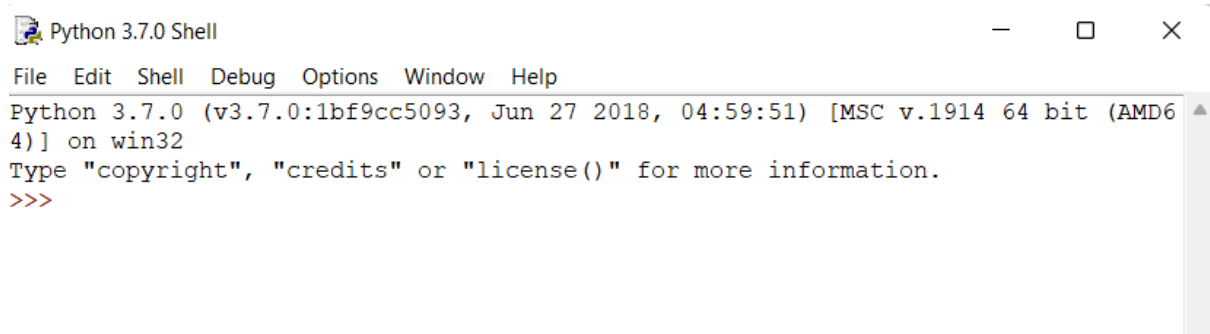 Python 3.7.0 Shell
File Edit Shell Debug Options Window Help
Python 3.7.0 (v3.7.0:1bf9cc5093, Jun 27 2018, 04:59:51) [MSC v.1914 64 bit (AMD6
4)] on win32
Type "copyright", "credits" or "license()" for more information.
>>>